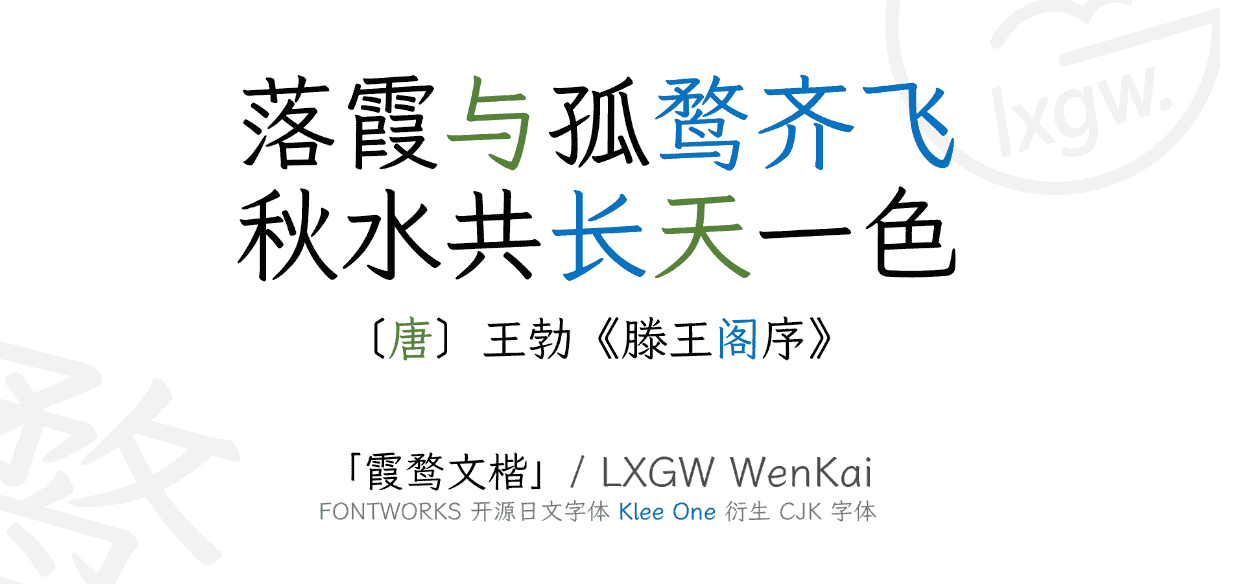 落霞与孤鹜齐飞
秋水共长天一色
〔唐〕王勃《滕王阁序》
「霞鹜文楷」/ LXGW WenKai
FONTWORKS 开源日文字体 Klee One 衍生 CJK 字体
lxgw.
鹜